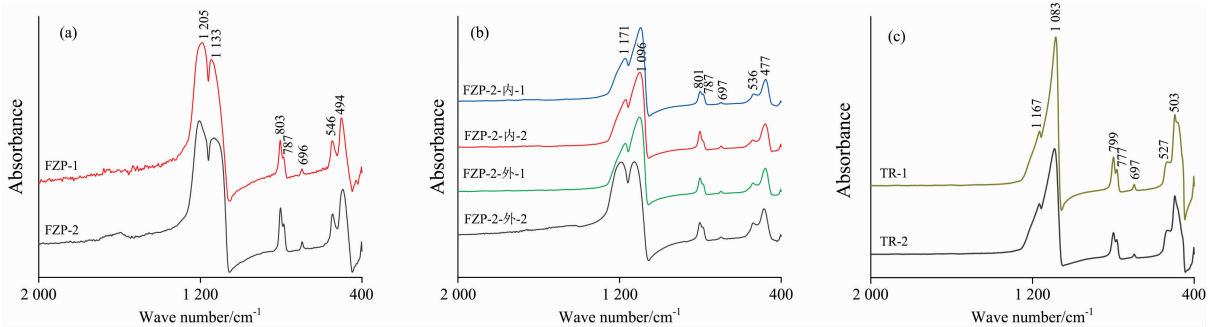 (a)
1 205
1 133
803
787
696
546
494
FZP-1
FZP-2
Absorbance
2 000
1 200
400
Wave number/cm-1
(b)
1 171
1 096
801
787
697
536
477
FZP-2-内-1
FZP-2-内-2
FZP-2-外-1
FZP-2-外-2
Absorbance
2 000
1 200
400
Wave number/cm-1
(c)
1 083
1 167
799
777
697
527
503
TR-1
TR-2
Absorbance
2 000
1 200
400
Wave number/cm-1